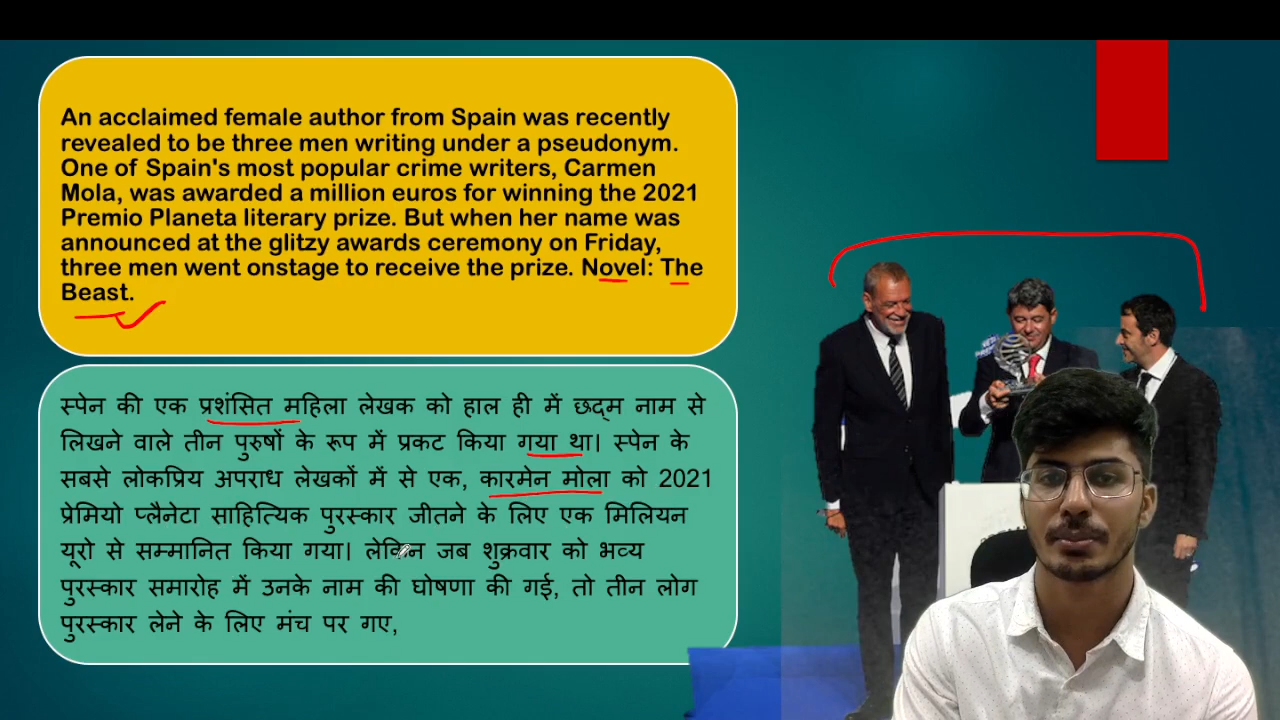 An acclaimed female author from Spain was recently
revealed to be three men writing under a pseudonym.
One of Spain's most popular crime writers, Carmen
Mola, was awarded a million euros for winning the 2021
Premio Planeta literary prize. But when her name was
announced at the glitzy awards ceremony on Friday,
three men went onstage to receive the prize. Novel: The
Beast.
स्पेन की एक प्रशंसित महिला लेखक को हाल ही में छद्म नाम से
लिखने वाले तीन पुरुषों के रूप में प्रकट किया गया था। स्पेन के
सबसे लोकप्रिय अपराध लेखकों में से एक, कारमेन मोला को 2021
प्रेमियो प्लैनेटा साहित्यिक पुरस्कार जीतने के लिए एक मिलियन
यूरो से सम्मानित किया गया। लेकिन जब शुक्रवार को भव्य
पुरस्कार समारोह में उनके नाम की घोषणा की गई, तो तीन लोग
पुरस्कार लेने के लिए मंच पर गए,